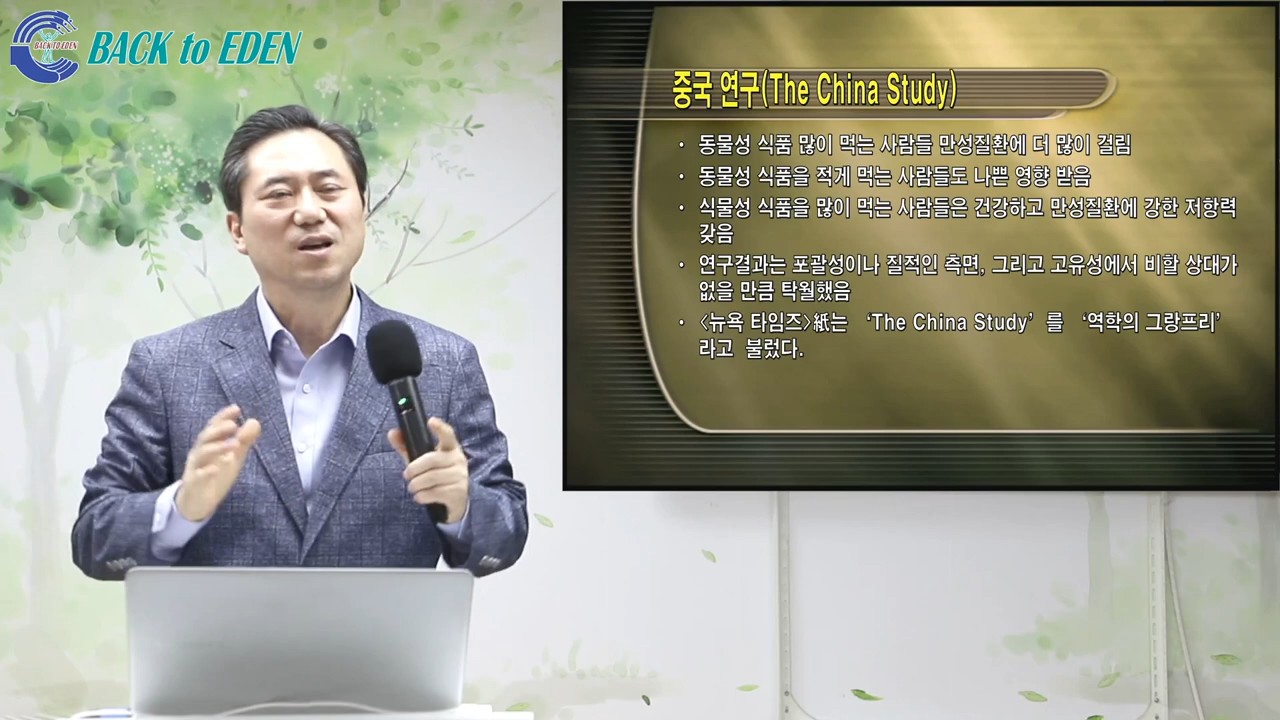 BACK TO EDEN
BACK to EDEN
중국 연구(The China Study)
• 동물성 식품 많이 먹는 사람들 만성질환에 더 많이 걸림
• 동물성 식품을 적게 먹는 사람들도 나쁜 영향 받음
• 식물성 식품을 많이 먹는 사람들은 건강하고 만성질환에 강한 저항력
갖음
• 연구결과는 포괄성이나 질적인 측면, 그리고 고유성에서 비할 상대가
없을 만큼 탁월했음
• <뉴욕 타임즈>紙는 ‘The China Study’ 를 ‘역학의 그랑프리’
라고 불렀다.